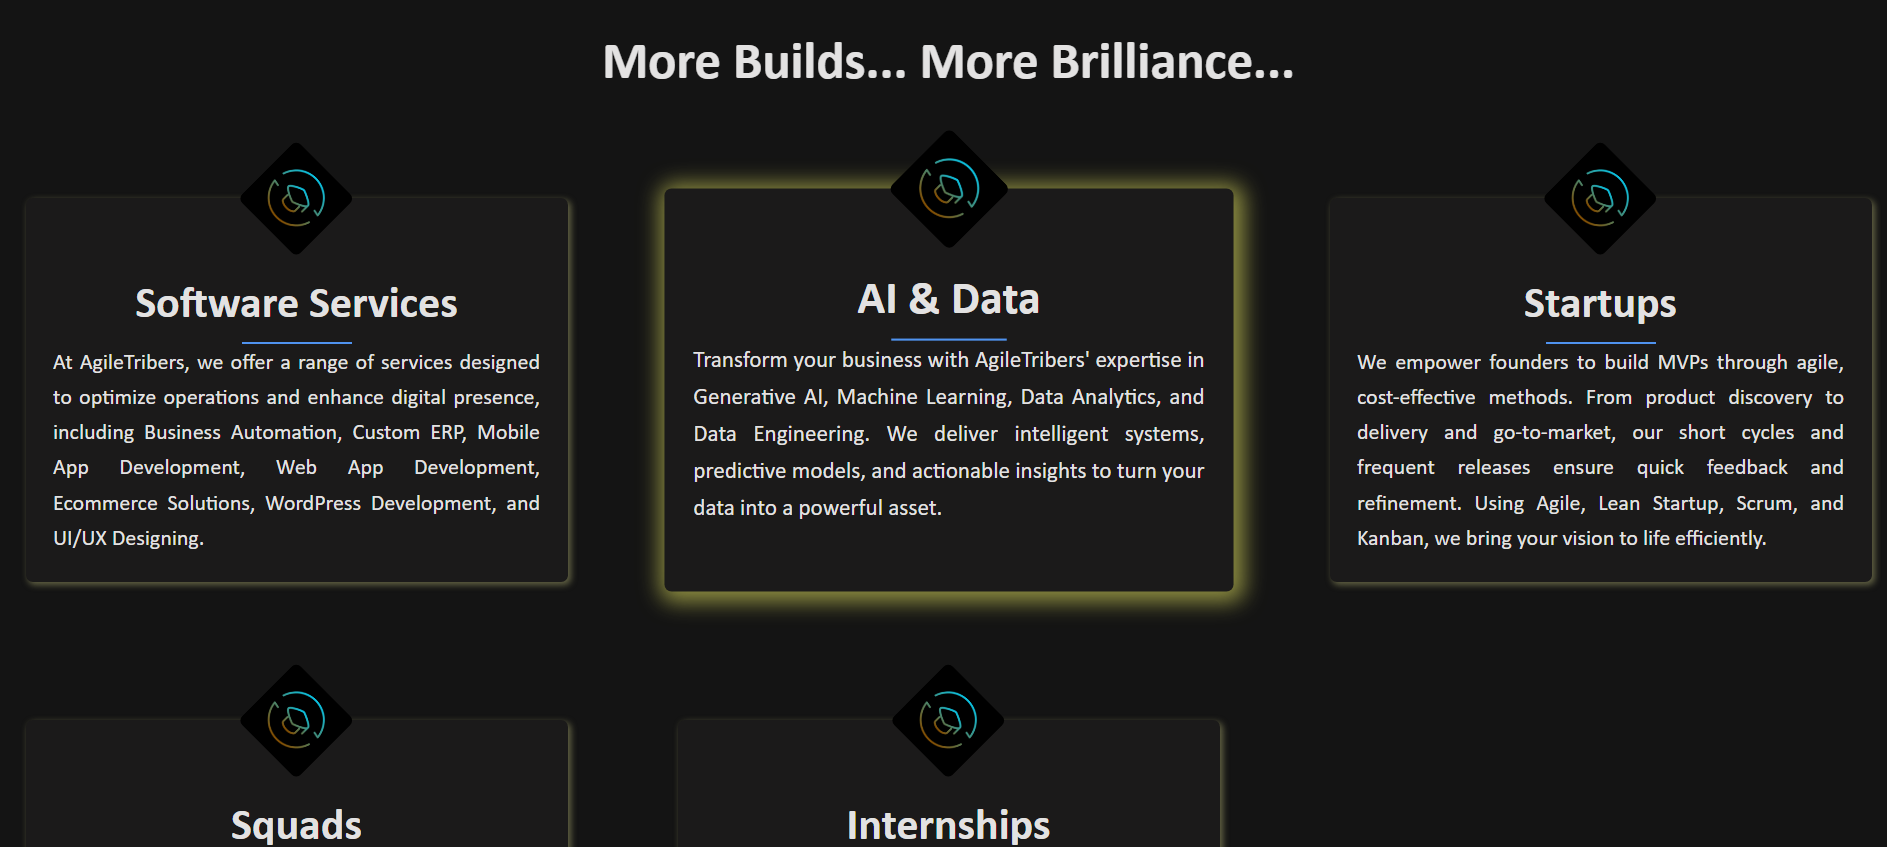 More Builds... More Brilliance...
Software Services
At AgileTribers, we offer a range of services designed
to optimize operations and enhance digital presence,
including Business Automation, Custom ERP, Mobile
App Development, Web App Development,
Ecommerce Solutions, WordPress Development, and
UI/UX Designing.
AI & Data
Transform your business with AgileTribers' expertise in
Generative AI, Machine Learning, Data Analytics, and
Data Engineering. We deliver intelligent systems,
predictive models, and actionable insights to turn your
data into a powerful asset.
Startups
We empower founders to build MVPs through agile,
cost-effective methods. From product discovery to
delivery and go-to-market, our short cycles and
frequent releases ensure quick feedback and
refinement. Using Agile, Lean Startup, Scrum, and
Kanban, we bring your vision to life efficiently.
Squads
Internships